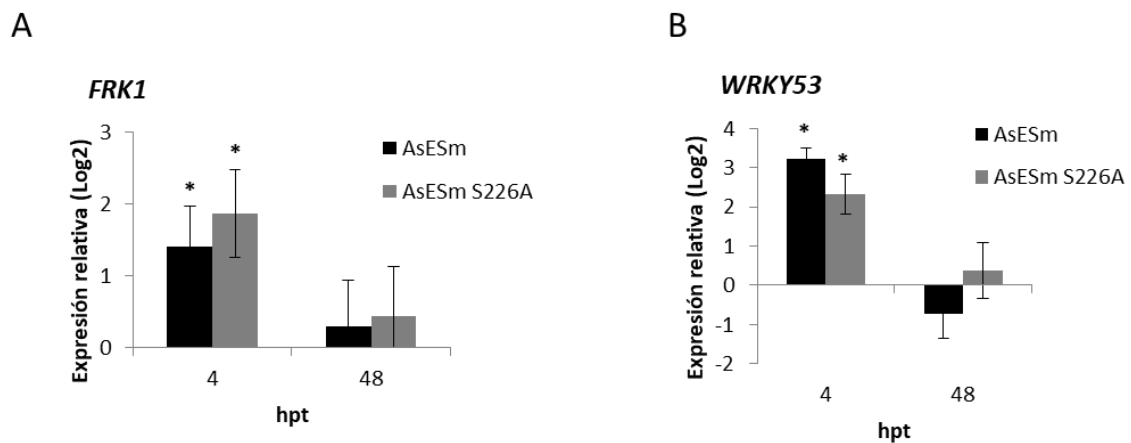 A
FRK1
Expresión relativa (Log2)
3
2
1
0
*
*
AsESm
AsESm S226A
4
48
hpt
B
WRKY53
Expresión relativa (Log2)
4
3
2
1
0
-1
-2
*
*
AsESm
AsESm S226A
4
48
hpt